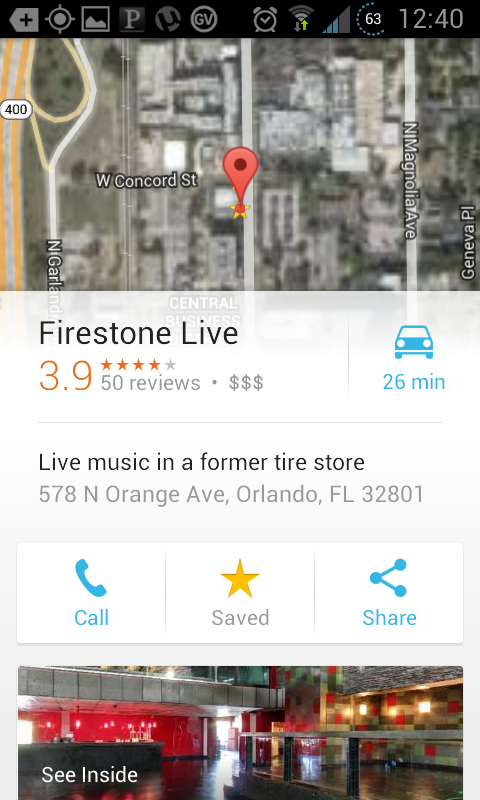 P
GV
63
12:40
400
W Concord St
N Magnolia Ave
Geneva Pl
N Garland
CENTRAL
BUSINESS
Firestone Live
3.9
50 reviews • $$$
26 min
Live music in a former tire store
578 N Orange Ave, Orlando, FL 32801
Call
Saved
Share
See Inside